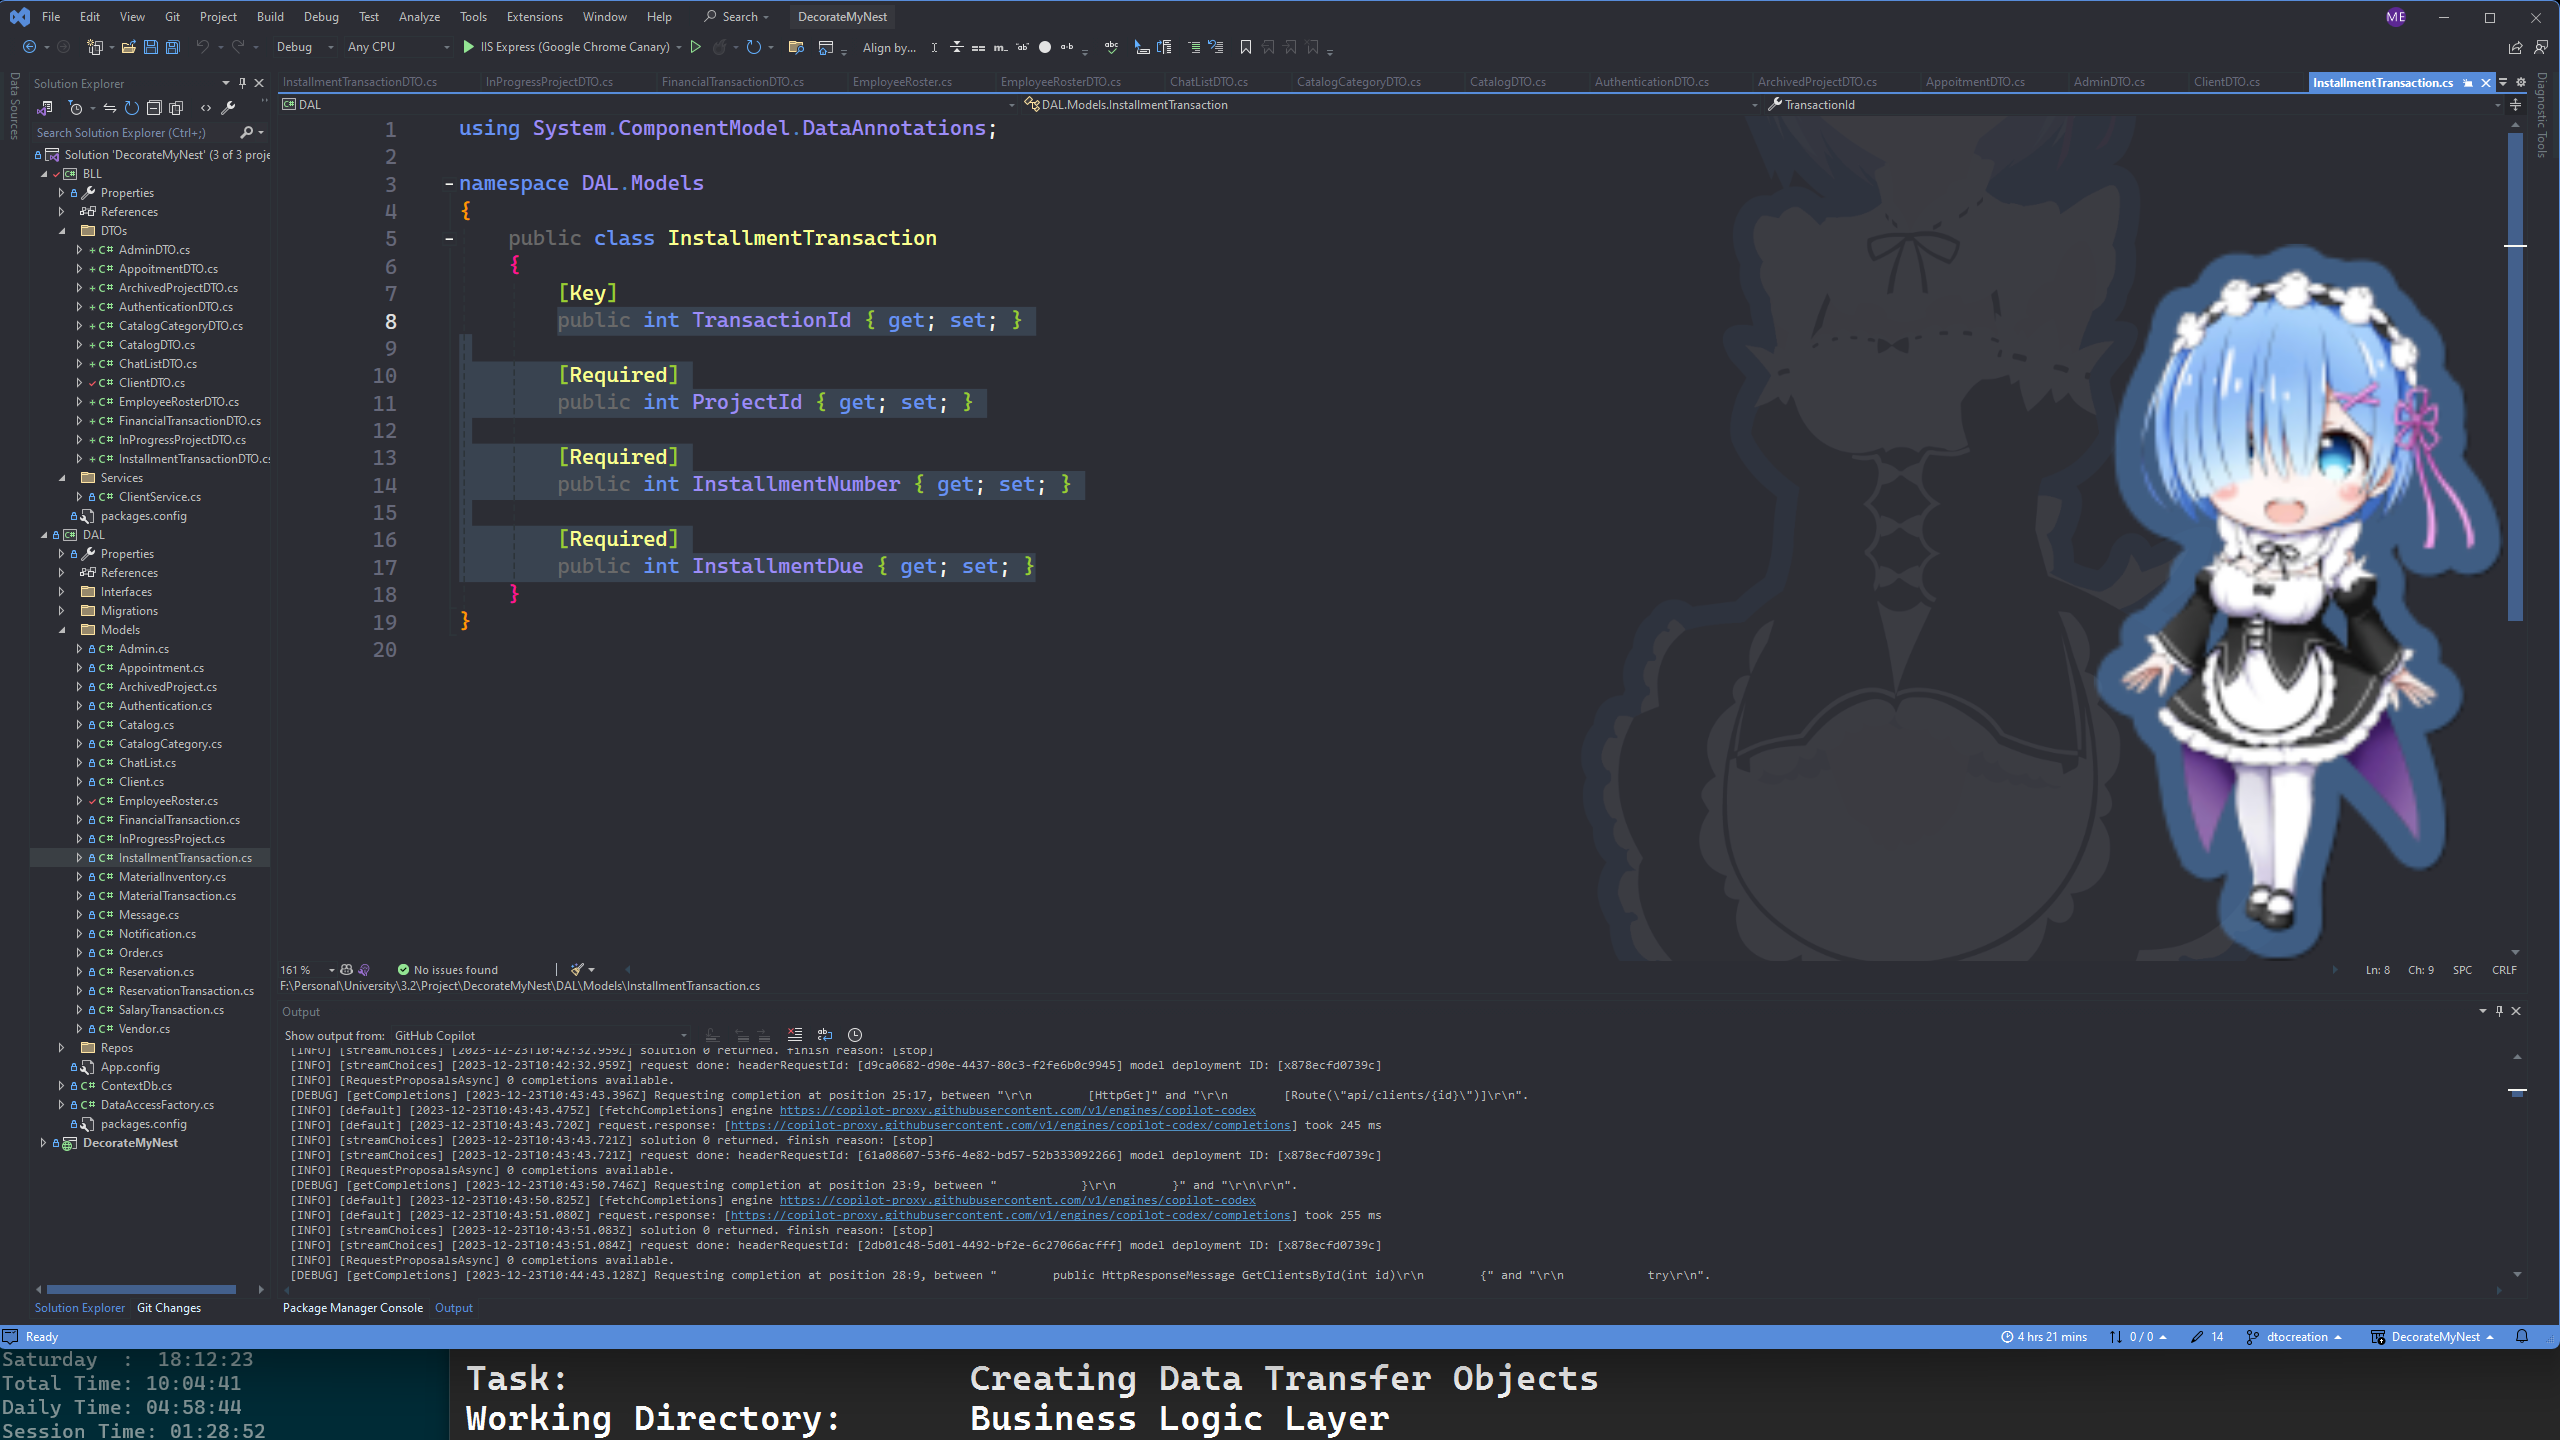 File Edit View Git Project Build Debug Test Analyze Tools Extensions Window Help Search DecorateMyNest ME
Debug Any CPU IIS Express (Google Chrome Canary) Align by...
Data Sources
Solution Explorer
Search Solution Explorer (Ctrl+;)
Solution 'DecorateMyNest' (3 of 3 proje
BLL
Properties
References
DTOs
AdminDTO.cs
AppoitmentDTO.cs
ArchivedProjectDTO.cs
AuthenticationDTO.cs
CatalogCategoryDTO.cs
CatalogDTO.cs
ChatListDTO.cs
ClientDTO.cs
EmployeeRosterDTO.cs
FinancialTransactionDTO.cs
InProgressProjectDTO.cs
InstallmentTransactionDTO.cs
Services
ClientService.cs
packages.config
DAL
Properties
References
Interfaces
Migrations
Models
Admin.cs
Appointment.cs
ArchivedProject.cs
Authentication.cs
Catalog.cs
CatalogCategory.cs
ChatList.cs
Client.cs
EmployeeRoster.cs
FinancialTransaction.cs
InProgressProject.cs
InstallmentTransaction.cs
MaterialInventory.cs
MaterialTransaction.cs
Message.cs
Notification.cs
Order.cs
Reservation.cs
ReservationTransaction.cs
SalaryTransaction.cs
Vendor.cs
Repos
App.config
ContextDb.cs
DataAccessFactory.cs
packages.config
DecorateMyNest
Solution Explorer Git Changes
InstallmentTransactionDTO.cs InProgressProjectDTO.cs FinancialTransactionDTO.cs EmployeeRoster.cs EmployeeRosterDTO.cs ChatListDTO.cs CatalogCategoryDTO.cs CatalogDTO.cs AuthenticationDTO.cs ArchivedProjectDTO.cs AppoitmentDTO.cs AdminDTO.cs ClientDTO.cs InstallmentTransaction.cs
DAL DAL.Models.InstallmentTransaction TransactionId
Diagnostic Tools
1 using System.ComponentModel.DataAnnotations;
2
3 namespace DAL.Models
4 {
5 public class InstallmentTransaction
6 {
7 [Key]
8 public int TransactionId { get; set; }
9
10 [Required]
11 public int ProjectId { get; set; }
12
13 [Required]
14 public int InstallmentNumber { get; set; }
15
16 [Required]
17 public int InstallmentDue { get; set; }
18 }
19 }
20
161 % No issues found Ln: 8 Ch: 9 SPC CRLF
F:\Personal\University\3.2\Project\DecorateMyNest\DAL\Models\InstallmentTransaction.cs
Output
Show output from: GitHub Copilot
[INFO] [streamChoices] [2023-12-23T10:42:32.959Z] solution 0 returned. finish reason: [stop]
[INFO] [streamChoices] [2023-12-23T10:42:32.959Z] request done: headerRequestId: [d9ca0682-d90e-4437-80c3-f2fe6b0c9945] model deployment ID: [x878ecfd0739c]
[INFO] [RequestProposalsAsync] 0 completions available.
[DEBUG] [getCompletions] [2023-12-23T10:43:43.396Z] Requesting completion at position 25:17, between "\r\n [HttpGet]" and "\r\n [Route(\"api/clients/{id}\")]\r\n".
[INFO] [default] [2023-12-23T10:43:43.475Z] [fetchCompletions] engine https://copilot-proxy.githubusercontent.com/v1/engines/copilot-codex
[INFO] [default] [2023-12-23T10:43:43.720Z] request.response: [https://copilot-proxy.githubusercontent.com/v1/engines/copilot-codex/completions] took 245 ms
[INFO] [streamChoices] [2023-12-23T10:43:43.721Z] solution 0 returned. finish reason: [stop]
[INFO] [streamChoices] [2023-12-23T10:43:43.721Z] request done: headerRequestId: [61a08607-53f6-4e82-bd57-52b333092266] model deployment ID: [x878ecfd0739c]
[INFO] [RequestProposalsAsync] 0 completions available.
[DEBUG] [getCompletions] [2023-12-23T10:43:50.746Z] Requesting completion at position 23:9, between " }\r\n }" and "\r\n\r\n".
[INFO] [default] [2023-12-23T10:43:50.825Z] [fetchCompletions] engine https://copilot-proxy.githubusercontent.com/v1/engines/copilot-codex
[INFO] [default] [2023-12-23T10:43:51.080Z] request.response: [https://copilot-proxy.githubusercontent.com/v1/engines/copilot-codex/completions] took 255 ms
[INFO] [streamChoices] [2023-12-23T10:43:51.083Z] solution 0 returned. finish reason: [stop]
[INFO] [streamChoices] [2023-12-23T10:43:51.084Z] request done: headerRequestId: [2db01c48-5d01-4492-bf2e-6c27066acfff] model deployment ID: [x878ecfd0739c]
[INFO] [RequestProposalsAsync] 0 completions available.
[DEBUG] [getCompletions] [2023-12-23T10:44:43.128Z] Requesting completion at position 28:9, between " public HttpResponseMessage GetClientsById(int id)\r\n {" and "\r\n try\r\n".
Package Manager Console Output
Ready 4 hrs 21 mins 0 / 0 14 dtocreation DecorateMyNest
Saturday : 18:12:23
Total Time: 10:04:41
Daily Time: 04:58:44
Session Time: 01:28:52
Task: Creating Data Transfer Objects
Working Directory: Business Logic Layer